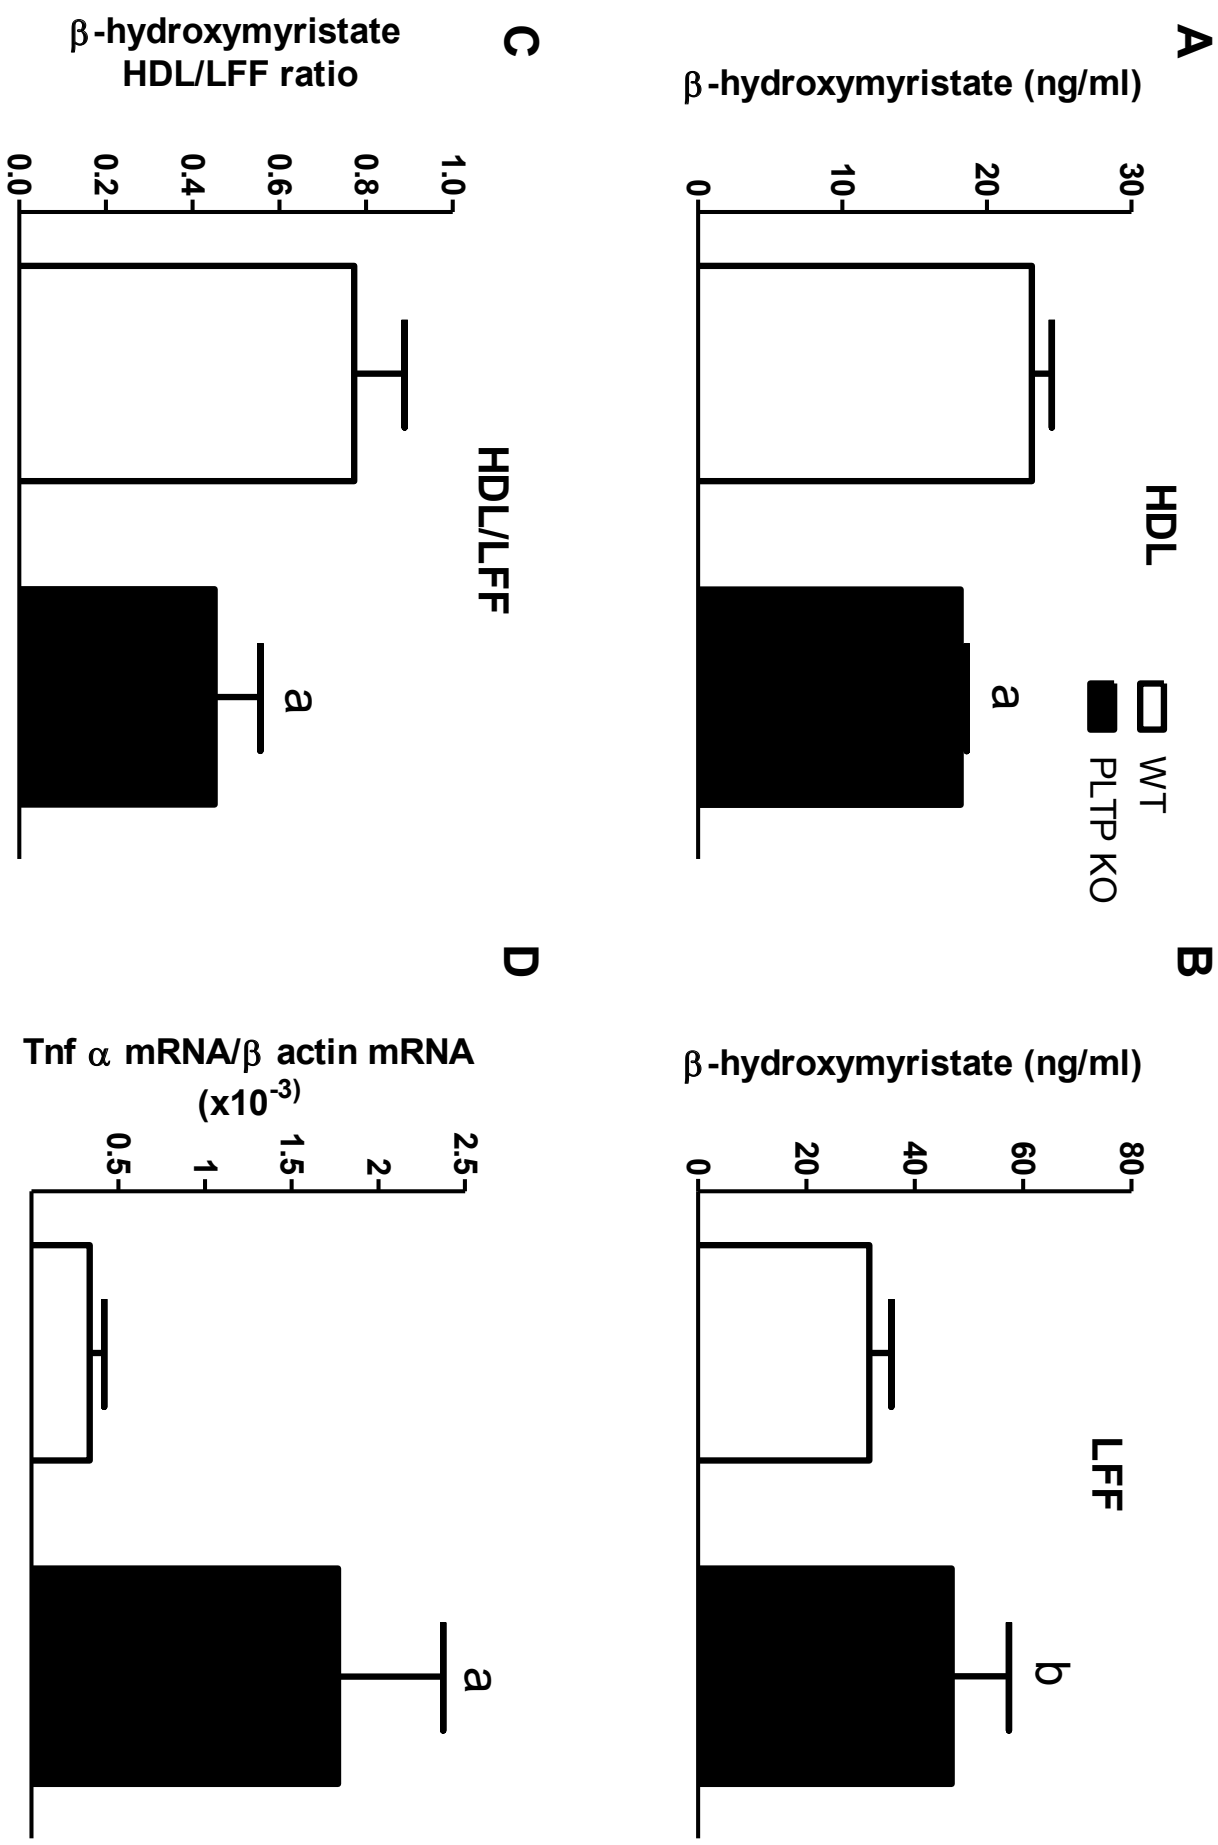 A
HDL
WT
PLTP KO
β-hydroxymyristate (ng/ml)
30
20
10
0
a
B
LFF
β-hydroxymyristate (ng/ml)
80
60
40
20
0
b
C
HDL/LFF
β-hydroxymyristate
HDL/LFF ratio
1.0
0.8
0.6
0.4
0.2
0.0
a
D
Tnf α mRNA/β actin mRNA
(x10⁻³)
2.5
2
1.5
1
0.5
a